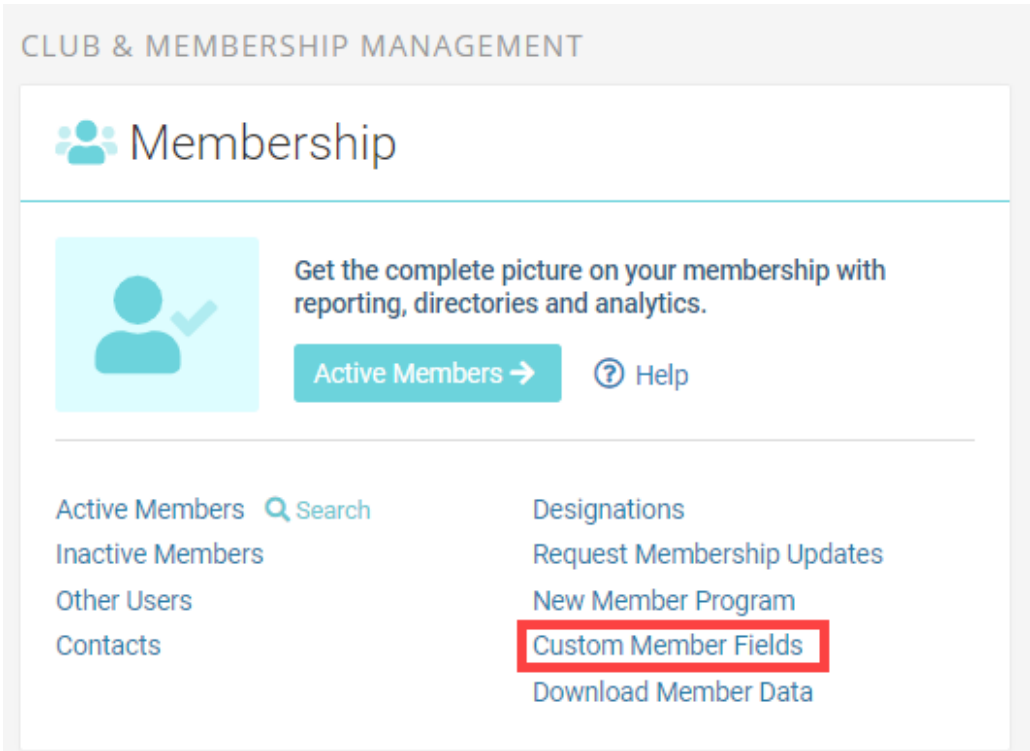 CLUB & MEMBERSHIP MANAGEMENT
Membership
Get the complete picture on your membership with
reporting, directories and analytics.
Active Members
Help
Active Members Search
Inactive Members
Other Users
Contacts
Designations
Request Membership Updates
New Member Program
Custom Member Fields
Download Member Data